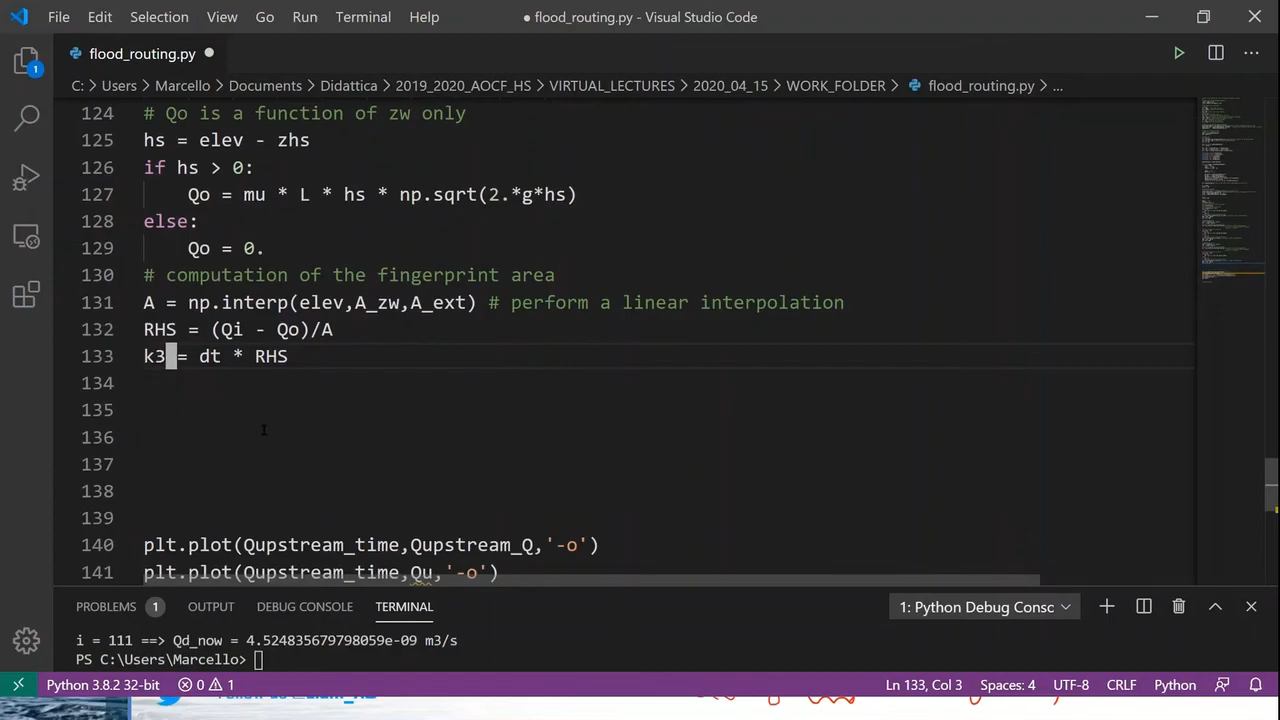 File Edit Selection View Go Run Terminal Help ● flood_routing.py - Visual Studio Code
flood_routing.py
C: > Users > Marcello > Documents > Didattica > 2019_2020_AOCF_HS > VIRTUAL_LECTURES > 2020_04_15 > WORK_FOLDER > flood_routing.py > ...
1
124 # Qo is a function of zw only
125 hs = elev - zhs
126 if hs > 0:
127 Qo = mu * L * hs * np.sqrt(2.*g*hs)
128 else:
129 Qo = 0.
130 # computation of the fingerprint area
131 A = np.interp(elev,A_zw,A_ext) # perform a linear interpolation
132 RHS = (Qi - Qo)/A
133 k3 = dt * RHS
134
135
136
137
138
139
140 plt.plot(Qupstream_time,Qupstream_Q,'-o')
141 plt.plot(Qupstream_time,Qu,'-o')
PROBLEMS 1 OUTPUT DEBUG CONSOLE TERMINAL 1: Python Debug Consc
i = 111 ==> Qd_now = 4.524835679798059e-09 m3/s
PS C:\Users\Marcello>
Python 3.8.2 32-bit 0 1 Ln 133, Col 3 Spaces: 4 UTF-8 CRLF Python